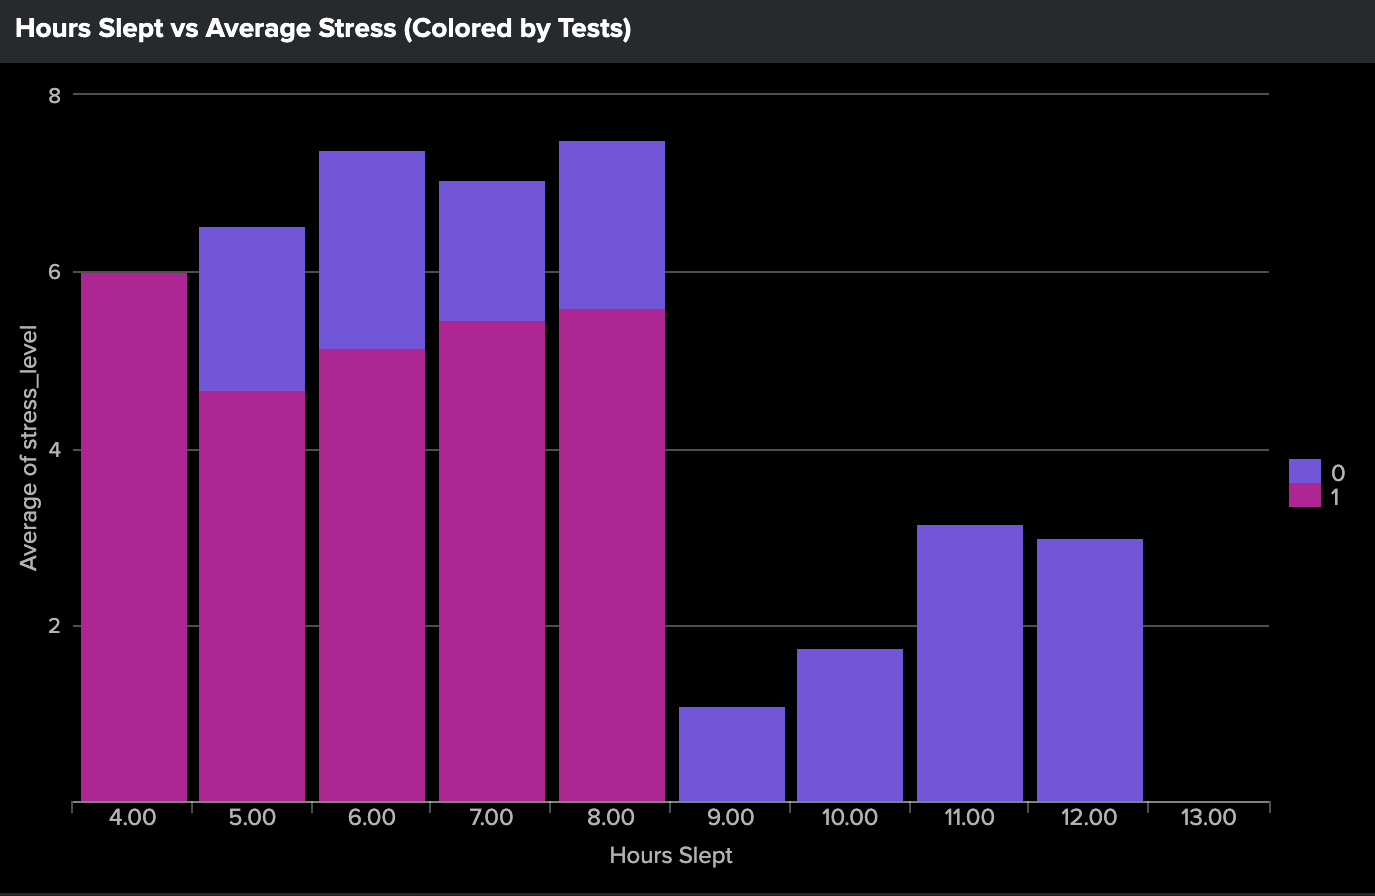 Hours Slept vs Average Stress (Colored by Tests)
8
6
4
2
Average of stress_level
4.00 5.00 6.00 7.00 8.00 9.00 10.00 11.00 12.00 13.00
Hours Slept
0
1